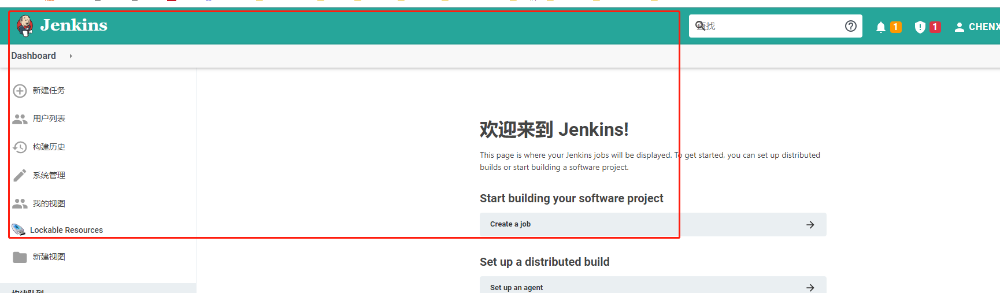 Jenkins
查找
1
1
CHENX
Dashboard
新建任务
用户列表
构建历史
系统管理
我的视图
Lockable Resources
新建视图
欢迎来到 Jenkins!
This page is where your Jenkins jobs will be displayed. To get started, you can set up distributed
builds or start building a software project.
Start building your software project
Create a job
Set up a distributed build
Set up an agent